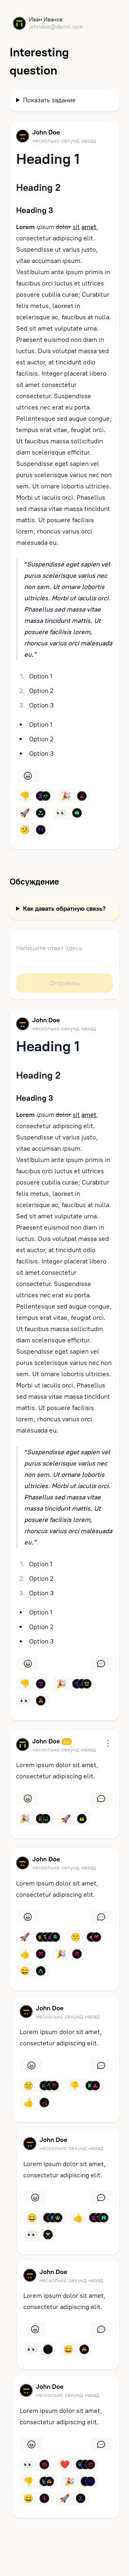 Иван Иванов
johndoe@demo.com
Interesting
question
Показать задание
John Doe
несколько секунд назад
Heading 1
Heading 2
Heading 3
Lorem ipsum dolor sit amet,
consectetur adipiscing elit.
Suspendisse ut varius justo,
vitae accumsan ipsum.
Vestibulum ante ipsum primis in
faucibus orci luctus et ultrices
posuere cubilia curae; Curabitur
felis metus, laoreet in
scelerisque ac, faucibus at nulla.
Sed sit amet vulputate urna.
Praesent euismod non diam in
luctus. Duis volutpat massa sed
est auctor, at tincidunt odio
facilisis. Integer placerat libero
id sit amet consectetur
consectetur. Suspendisse
ultrices nec erat eu porta.
Pellentesque sed augue congue,
tempus erat vitae, feugiat orci.
Ut faucibus massa sollicitudin
diam scelerisque efficitur.
Suspendisse eget sapien vel
purus scelerisque varius nec non
sem. Ut ornare lobortis ultricies.
Morbi ut iaculis orci. Phasellus
sed massa vitae massa tincidunt
mattis. Ut posuere facilisis
lorem, rhoncus varius orci
malesuada eu.
"Suspendisse eget sapien vel
purus scelerisque varius nec
non sem. Ut ornare lobortis
ultricies. Morbi ut iaculis orci.
Phasellus sed massa vitae
massa tincidunt mattis. Ut
posuere facilisis lorem,
rhoncus varius orci malesuada
eu."
1. Option 1
2. Option 2
3. Option 3
• Option 1
• Option 2
• Option 3
Обсуждение
Как давать обратную связь?
Напишите ответ здесь
Отправить
John Doe
несколько секунд назад
Heading 1
Heading 2
Heading 3
Lorem ipsum dolor sit amet,
consectetur adipiscing elit.
Suspendisse ut varius justo,
vitae accumsan ipsum.
Vestibulum ante ipsum primis in
faucibus orci luctus et ultrices
posuere cubilia curae; Curabitur
felis metus, laoreet in
scelerisque ac, faucibus at nulla.
Sed sit amet vulputate urna.
Praesent euismod non diam in
luctus. Duis volutpat massa sed
est auctor, at tincidunt odio
facilisis. Integer placerat libero
id sit amet consectetur
consectetur. Suspendisse
ultrices nec erat eu porta.
Pellentesque sed augue congue,
tempus erat vitae, feugiat orci.
Ut faucibus massa sollicitudin
diam scelerisque efficitur.
Suspendisse eget sapien vel
purus scelerisque varius nec
non sem. Ut ornare lobortis
ultricies. Morbi ut iaculis orci.
Phasellus sed massa vitae
massa tincidunt mattis. Ut
posuere facilisis lorem,
rhoncus varius orci
malesuada eu.
"Suspendisse eget sapien vel
purus scelerisque varius nec
non sem. Ut ornare lobortis
ultricies. Morbi ut iaculis orci.
Phasellus sed massa vitae
massa tincidunt mattis. Ut
posuere facilisis lorem,
rhoncus varius orci malesuada
eu."
1. Option 1
2. Option 2
3. Option 3
• Option 1
• Option 2
• Option 3
John Doe
несколько секунд назад
Lorem ipsum dolor sit amet,
consectetur adipiscing elit.
John Doe
несколько секунд назад
Lorem ipsum dolor sit amet,
consectetur adipiscing elit.
John Doe
несколько секунд назад
Lorem ipsum dolor sit amet,
consectetur adipiscing elit.
John Doe
несколько секунд назад
Lorem ipsum dolor sit amet,
consectetur adipiscing elit.
John Doe
несколько секунд назад
Lorem ipsum dolor sit amet,
consectetur adipiscing elit.
John Doe
несколько секунд назад
Lorem ipsum dolor sit amet,
consectetur adipiscing elit.